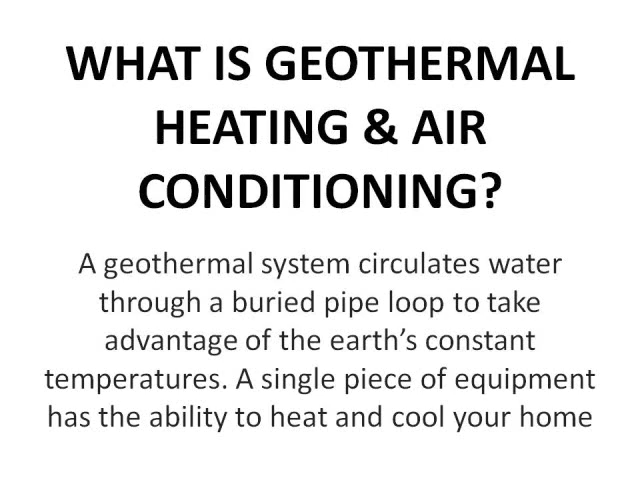 WHAT IS GEOTHERMAL
HEATING & AIR
CONDITIONING?
A geothermal system circulates water
through a buried pipe loop to take
advantage of the earth’s constant
temperatures. A single piece of equipment
has the ability to heat and cool your home